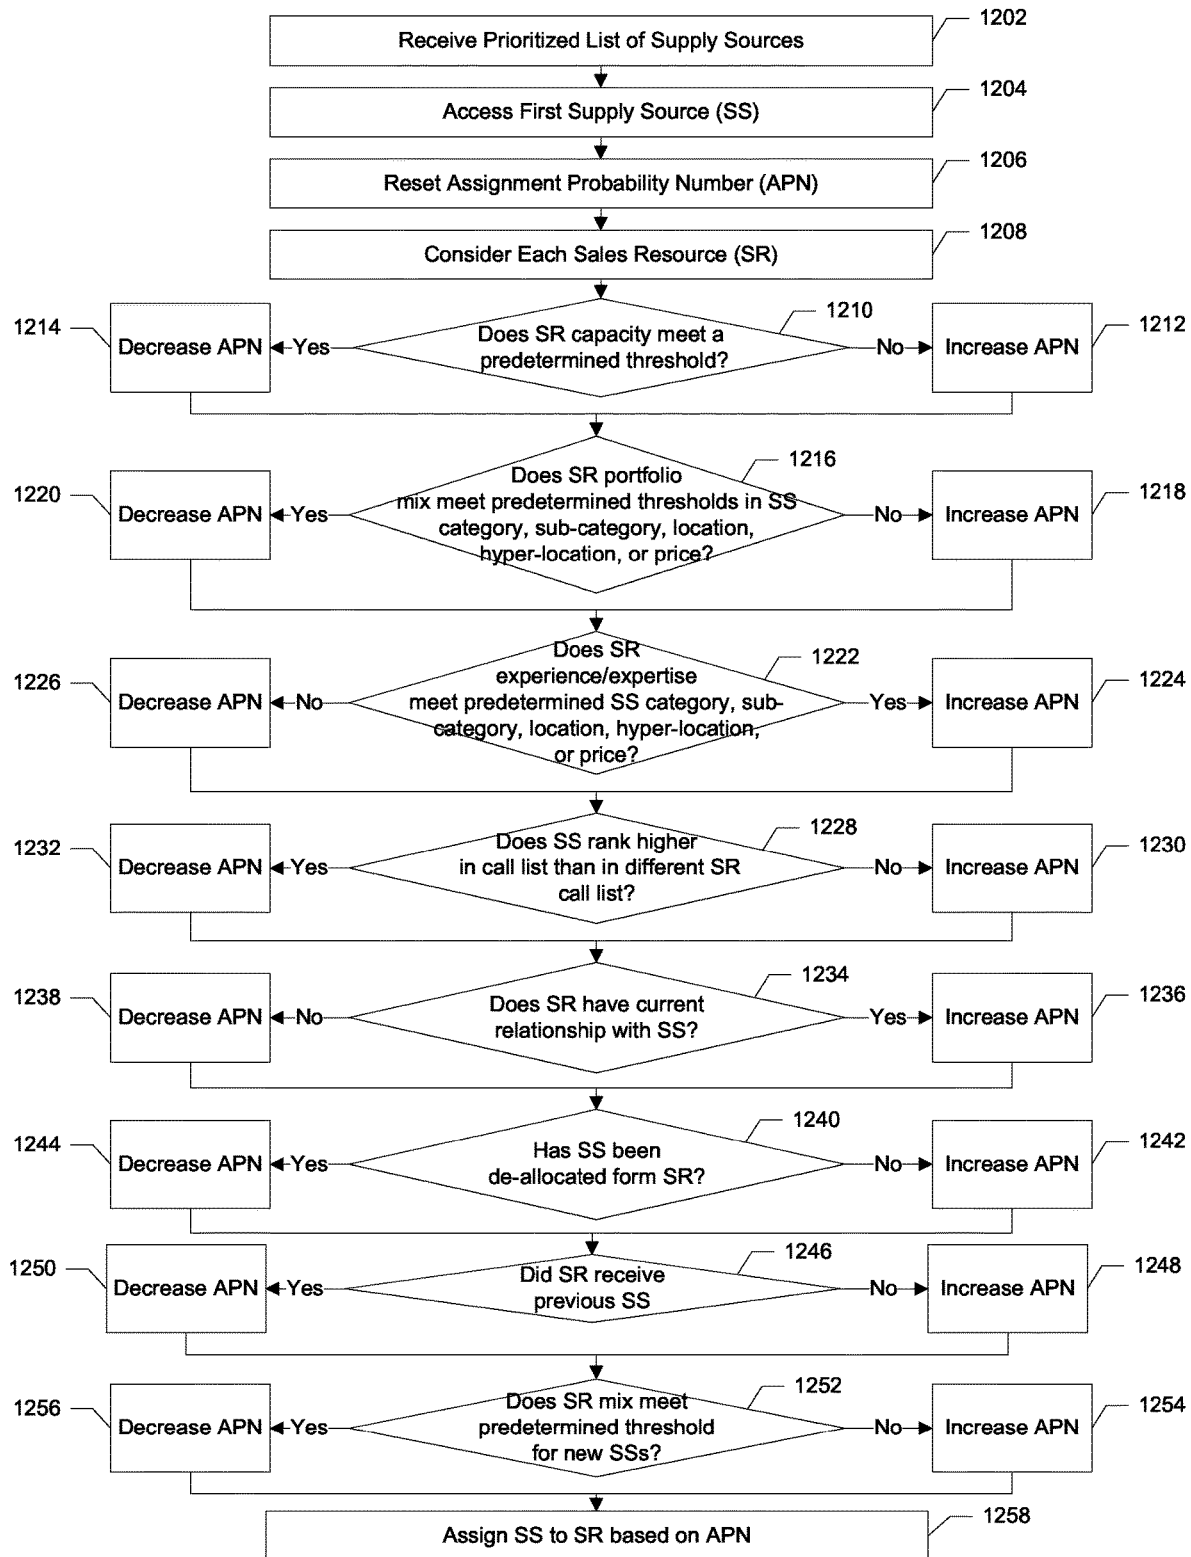 Receive Prioritized List of Supply Sources
1202
Access First Supply Source (SS)
1204
Reset Assignment Probability Number (APN)
1206
Consider Each Sales Resource (SR)
1208
1214
Decrease APN
Yes
Does SR capacity meet a
predetermined threshold?
1210
No
Increase APN
1212
1220
Decrease APN
Yes
Does SR portfolio
mix meet predetermined thresholds in SS
category, sub-category, location,
hyper-location, or price?
1216
No
Increase APN
1218
1226
Decrease APN
No
Does SR
experience/expertise
meet predetermined SS category, sub-
category, location, hyper-location,
or price?
1222
Yes
Increase APN
1224
1232
Decrease APN
Yes
Does SS rank higher
in call list than in different SR
call list?
1228
No
Increase APN
1230
1238
Decrease APN
No
Does SR have current
relationship with SS?
1234
Yes
Increase APN
1236
1244
Decrease APN
Yes
Has SS been
de-allocated form SR?
1240
No
Increase APN
1242
1250
Decrease APN
Yes
Did SR receive
previous SS
1246
No
Increase APN
1248
1256
Decrease APN
Yes
Does SR mix meet
predetermined threshold
for new SSs?
1252
No
Increase APN
1254
Assign SS to SR based on APN
1258